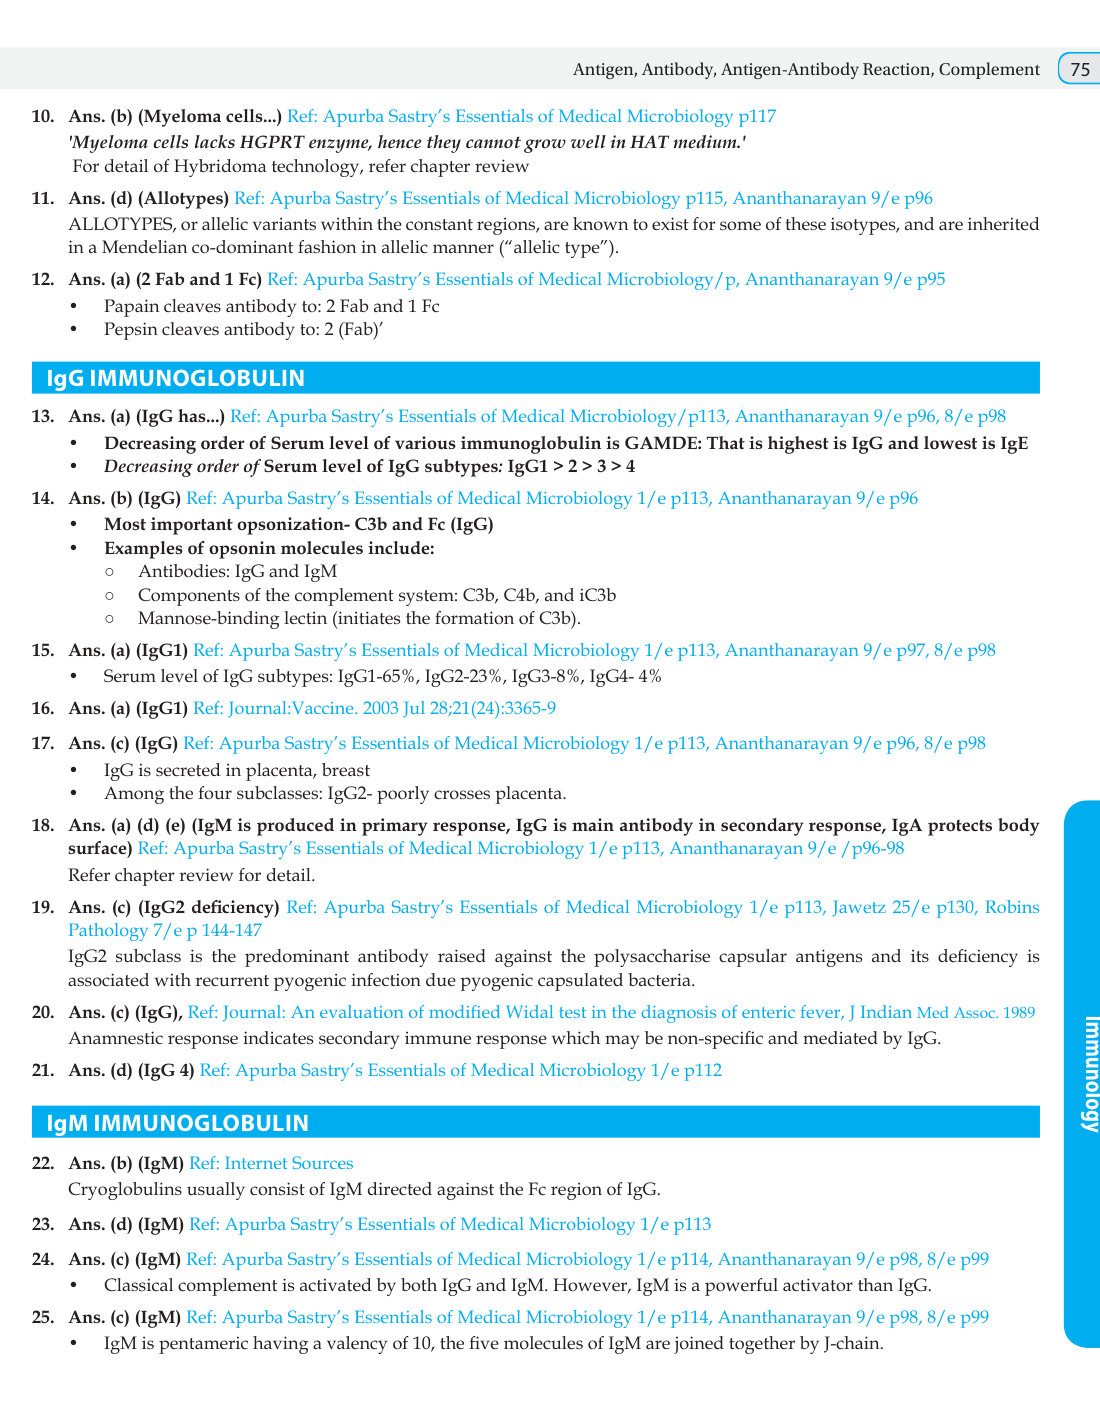 Antigen, Antibody, Antigen-Antibody Reaction, Complement 75
10. Ans. (b) (Myeloma cells...) Ref: Apurba Sastry's Essentials of Medical Microbiology p117
'Myeloma cells lacks HGPRT enzyme, hence they cannot grow well in HAT medium.'
For detail of Hybridoma technology, refer chapter review
11. Ans. (d) (Allotypes) Ref: Apurba Sastry's Essentials of Medical Microbiology p115, Ananthanarayan 9/e p96
ALLOTYPES, or allelic variants within the constant regions, are known to exist for some of these isotypes, and are inherited
in a Mendelian co-dominant fashion in allelic manner ("allelic type").
12. Ans. (a) (2 Fab and 1 Fc) Ref: Apurba Sastry's Essentials of Medical Microbiology/p, Ananthanarayan 9/e p95
• Papain cleaves antibody to: 2 Fab and 1 Fc
• Pepsin cleaves antibody to: 2 (Fab)'
IgG IMMUNOGLOBULIN
13. Ans. (a) (IgG has...) Ref: Apurba Sastry's Essentials of Medical Microbiology/p113, Ananthanarayan 9/e p96, 8/e p98
• Decreasing order of Serum level of various immunoglobulin is GAMDE: That is highest is IgG and lowest is IgE
• Decreasing order of Serum level of IgG subtypes: IgG1 > 2 > 3 > 4
14. Ans. (b) (IgG) Ref: Apurba Sastry's Essentials of Medical Microbiology 1/e p113, Ananthanarayan 9/e p96
• Most important opsonization- C3b and Fc (IgG)
• Examples of opsonin molecules include:
○ Antibodies: IgG and IgM
○ Components of the complement system: C3b, C4b, and iC3b
○ Mannose-binding lectin (initiates the formation of C3b).
15. Ans. (a) (IgG1) Ref: Apurba Sastry's Essentials of Medical Microbiology 1/e p113, Ananthanarayan 9/e p97, 8/e p98
• Serum level of IgG subtypes: IgG1-65%, IgG2-23%, IgG3-8%, IgG4- 4%
16. Ans. (a) (IgG1) Ref: Journal:Vaccine. 2003 Jul 28;21(24):3365-9
17. Ans. (c) (IgG) Ref: Apurba Sastry's Essentials of Medical Microbiology 1/e p113, Ananthanarayan 9/e p96, 8/e p98
• IgG is secreted in placenta, breast
• Among the four subclasses: IgG2- poorly crosses placenta.
18. Ans. (a) (d) (e) (IgM is produced in primary response, IgG is main antibody in secondary response, IgA protects body
surface) Ref: Apurba Sastry's Essentials of Medical Microbiology 1/e p113, Ananthanarayan 9/e /p96-98
Refer chapter review for detail.
19. Ans. (c) (IgG2 deficiency) Ref: Apurba Sastry's Essentials of Medical Microbiology 1/e p113, Jawetz 25/e p130, Robins
Pathology 7/e p 144-147
IgG2 subclass is the predominant antibody raised against the polysaccharise capsular antigens and its deficiency is
associated with recurrent pyogenic infection due pyogenic capsulated bacteria.
20. Ans. (c) (IgG), Ref: Journal: An evaluation of modified Widal test in the diagnosis of enteric fever, J Indian Med Assoc. 1989
Anamnestic response indicates secondary immune response which may be non-specific and mediated by IgG.
21. Ans. (d) (IgG 4) Ref: Apurba Sastry's Essentials of Medical Microbiology 1/e p112
IgM IMMUNOGLOBULIN
22. Ans. (b) (IgM) Ref: Internet Sources
Cryoglobulins usually consist of IgM directed against the Fc region of IgG.
23. Ans. (d) (IgM) Ref: Apurba Sastry's Essentials of Medical Microbiology 1/e p113
24. Ans. (c) (IgM) Ref: Apurba Sastry's Essentials of Medical Microbiology 1/e p114, Ananthanarayan 9/e p98, 8/e p99
• Classical complement is activated by both IgG and IgM. However, IgM is a powerful activator than IgG.
25. Ans. (c) (IgM) Ref: Apurba Sastry's Essentials of Medical Microbiology 1/e p114, Ananthanarayan 9/e p98, 8/e p99
• IgM is pentameric having a valency of 10, the five molecules of IgM are joined together by J-chain.
Immunology